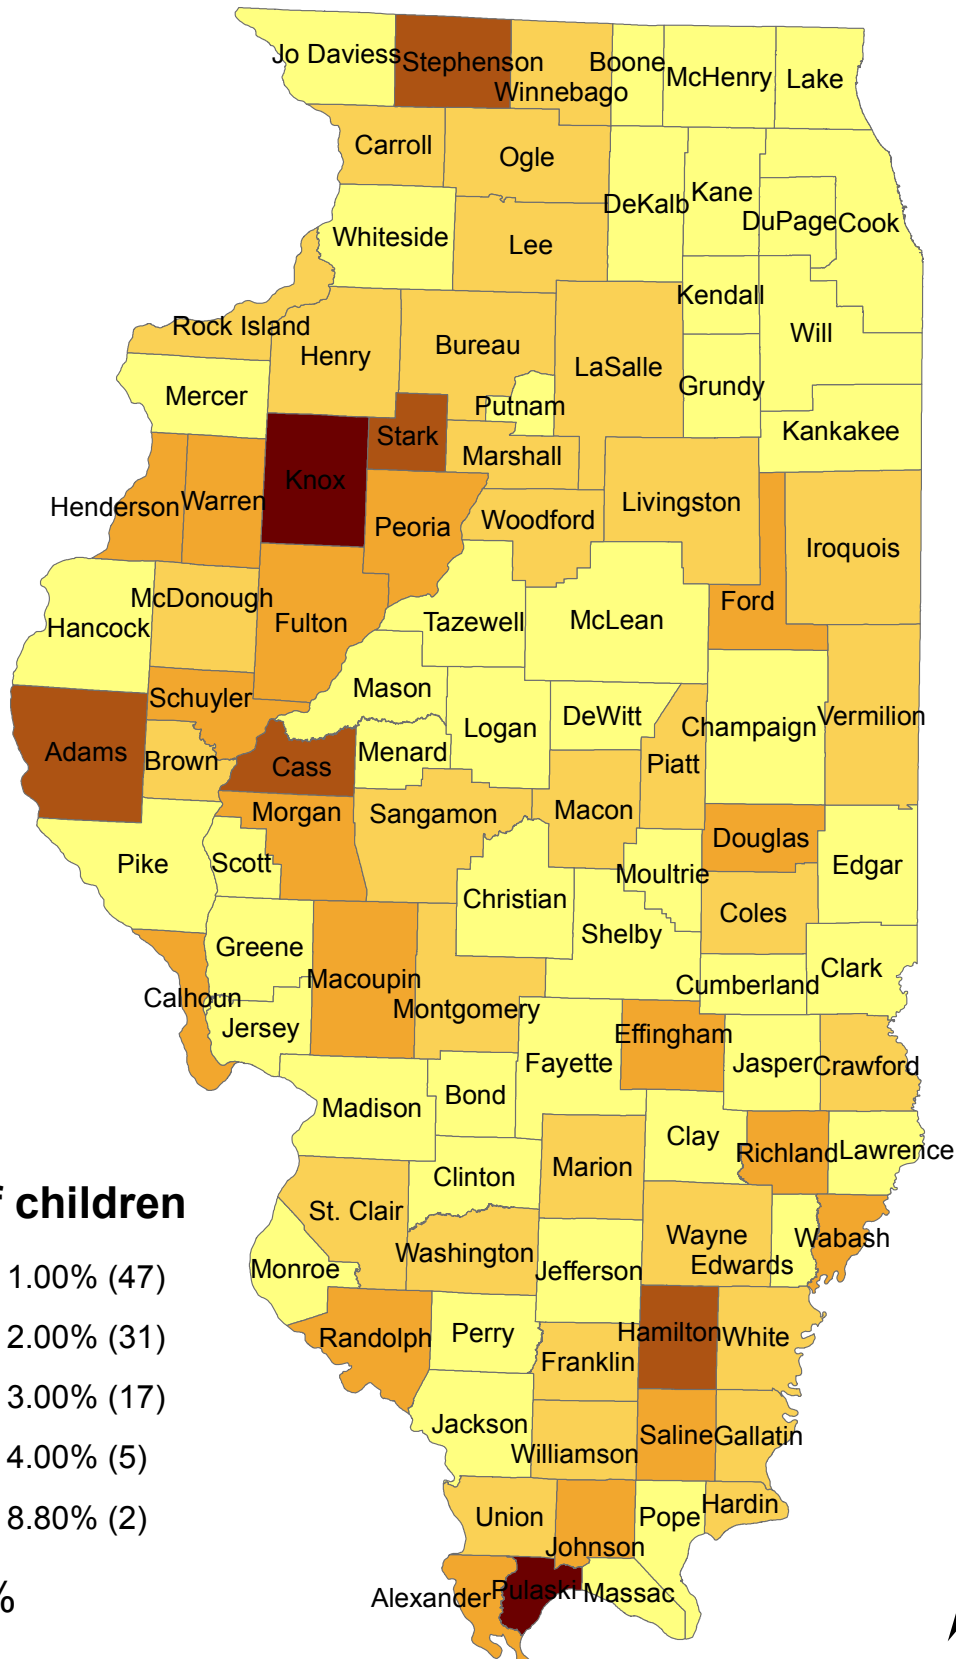 Jo Daviess
Stephenson
Winnebago
Boone
McHenry
Lake
Carroll
Ogle
DeKalb
Kane
DuPage
Cook
Whiteside
Lee
Kendall
Will
Rock Island
Henry
Bureau
LaSalle
Grundy
Mercer
Putnam
Kankakee
Stark
Marshall
Knox
Henderson
Warren
Peoria
Woodford
Livingston
Iroquois
Ford
McDonough
Hancock
Fulton
Tazewell
McLean
Schuyler
Mason
Logan
DeWitt
Champaign
Vermilion
Adams
Brown
Cass
Menard
Piatt
Morgan
Sangamon
Macon
Douglas
Pike
Scott
Christian
Moultrie
Edgar
Coles
Shelby
Greene
Macoupin
Cumberland
Clark
Calhoun
Montgomery
Jersey
Effingham
Fayette
Jasper
Crawford
Madison
Bond
Clay
Richland
Lawrence
Marion
Clinton
St. Clair
Wayne
Edwards
Wabash
Washington
Monroe
Jefferson
Randolph
Perry
Hamilton
White
Franklin
Jackson
Williamson
Saline
Gallatin
Union
Johnson
Pope
Hardin
Alexander
Pulaski
Massac
children
1.00% (47)
2.00% (31)
3.00% (17)
4.00% (5)
8.80% (2)
%